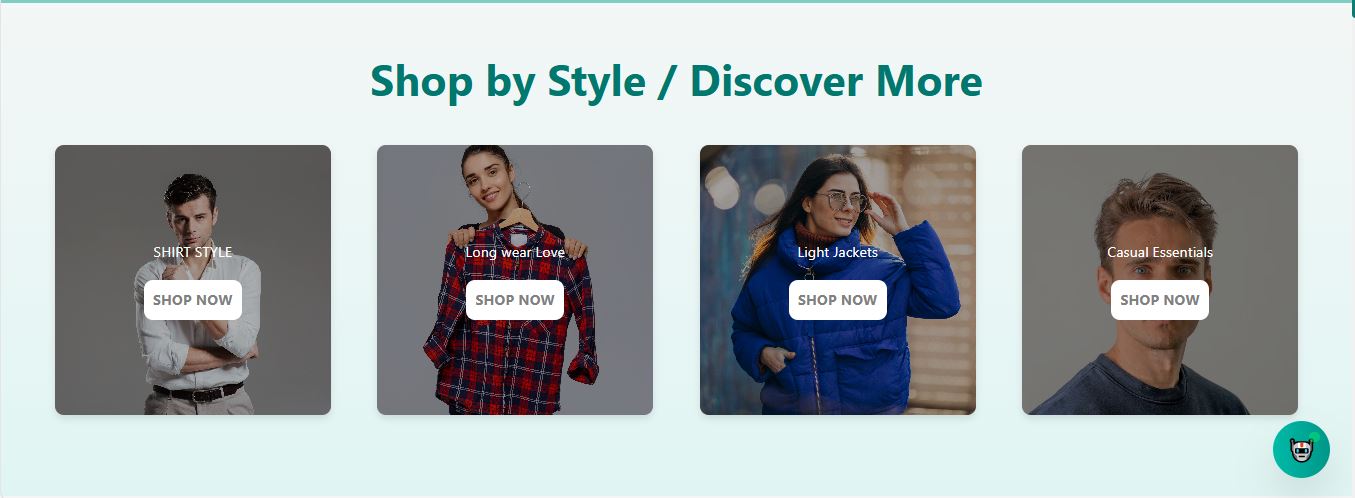 Shop by Style / Discover More
SHIRT STYLE
SHOP NOW
Long wear Love
SHOP NOW
Light Jackets
SHOP NOW
Casual Essentials
SHOP NOW